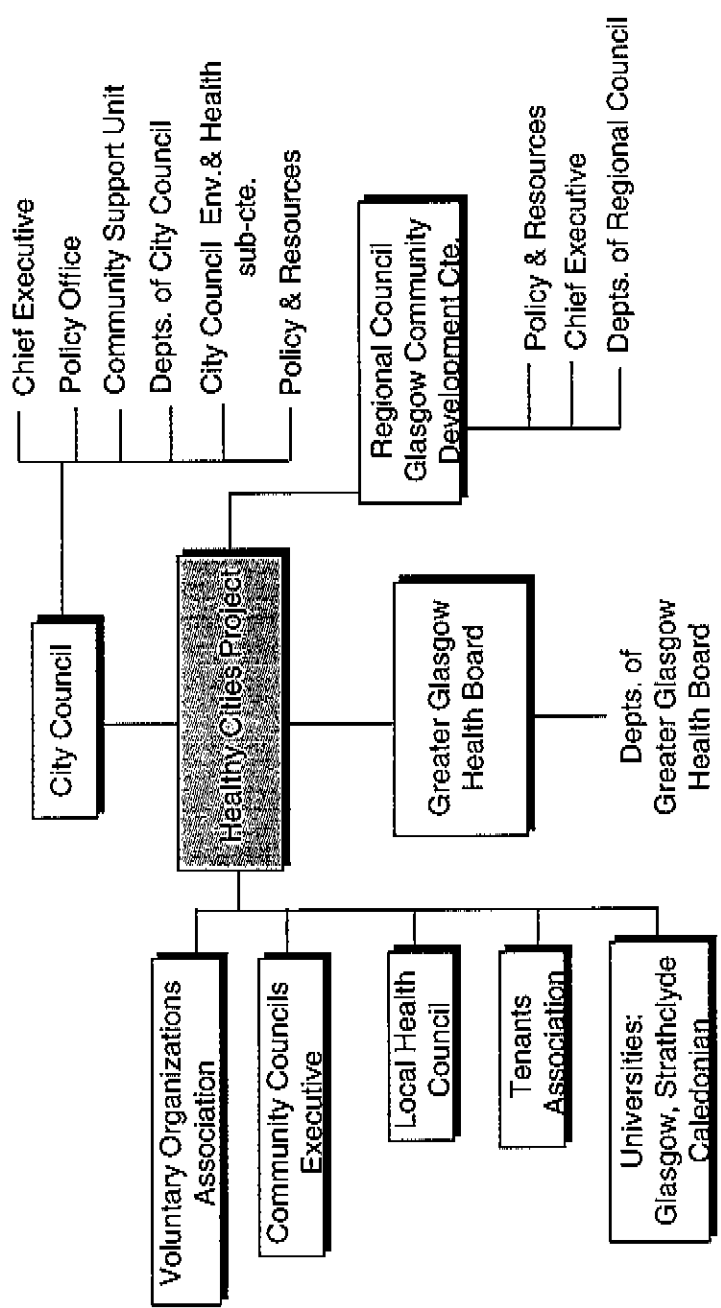 City Council
Chief Executive
Policy Office
Community Support Unit
Depts. of City Council
City Council Env.& Health
sub-cte.
Policy & Resources
Healthy Cities Project
Voluntary Organizations
Association
Community Councils
Executive
Local Health
Council
Tenants
Association
Universities:
Glasgow, Strathclyde
Caledonian
Greater Glasgow
Health Board
Depts. of
Greater Glasgow
Health Board
Regional Council
Glasgow Community
Development Cte.
Policy & Resources
Chief Executive
Depts. of Regional Council